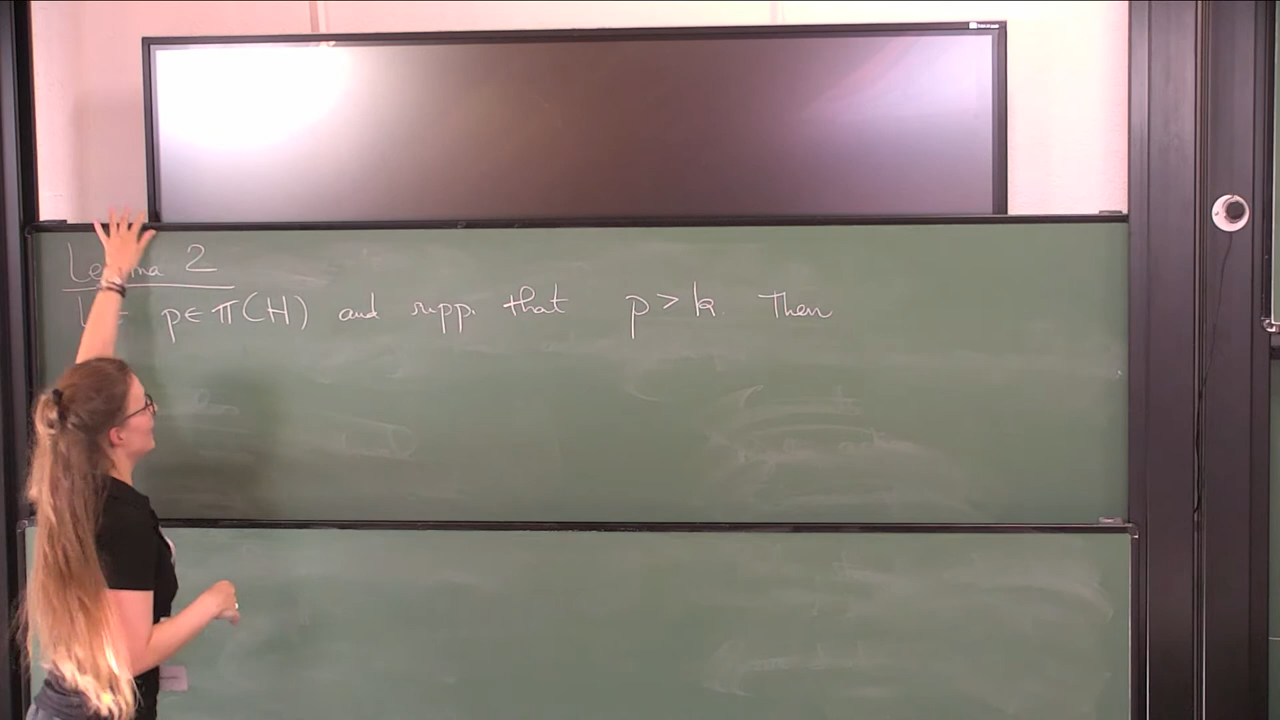 Lemma 2
Let p ∈ π(H) and supp. that p > k. Then